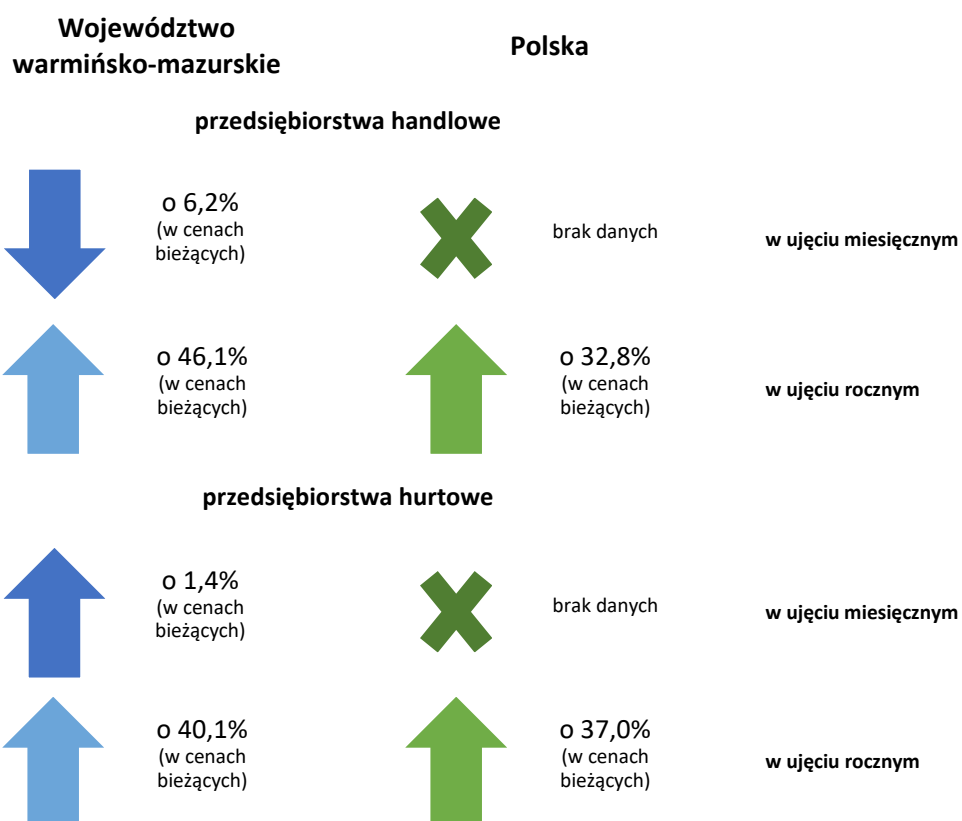 Województwo
warmińsko-mazurskie
Polska
przedsiębiorstwa handlowe
o 6,2%
(w cenach
bieżących)
brak danych
w ujęciu miesięcznym
o 46,1%
(w cenach
bieżących)
o 32,8%
(w cenach
bieżących)
w ujęciu rocznym
przedsiębiorstwa hurtowe
o 1,4%
(w cenach
bieżących)
brak danych
w ujęciu miesięcznym
o 40,1%
(w cenach
bieżących)
o 37,0%
(w cenach
bieżących)
w ujęciu rocznym